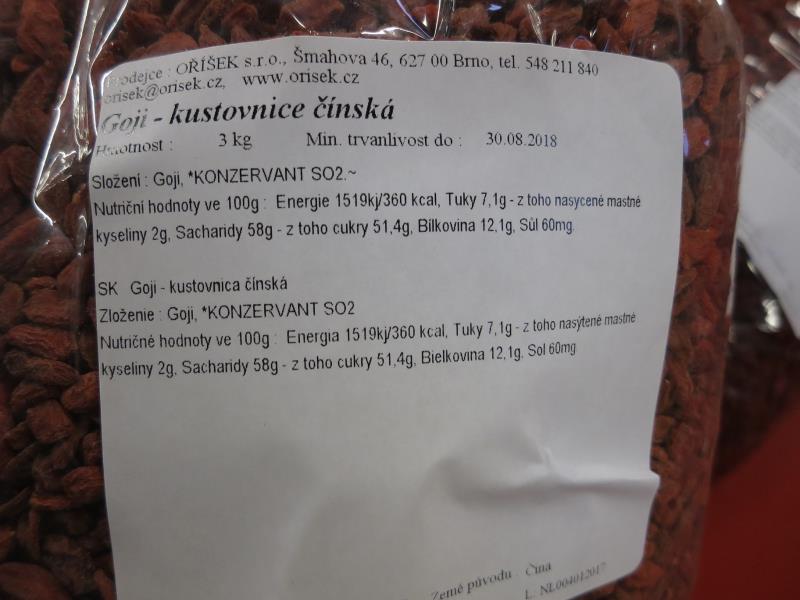 Prodejce : OŘÍŠEK s.r.o., Šmahova 46, 627 00 Brno, tel. 548 211 840
orisek@orisek.cz, www.orisek.cz
Goji - kustovnice čínská
Hmotnost : 3 kg Min. trvanlivost do : 30.08.2018
Složení : Goji, *KONZERVANT SO2.~
Nutriční hodnoty ve 100g : Energie 1519kj/360 kcal, Tuky 7,1g - z toho nasycené mastné
kyseliny 2g, Sacharidy 58g - z toho cukry 51,4g, Bílkovina 12,1g, Sůl 60mg.
SK Goji - kustovnica čínská
Zloženie : Goji, *KONZERVANT SO2
Nutričné hodnoty ve 100g : Energia 1519kj/360 kcal, Tuky 7,1g - z toho nasýtené mastné
kyseliny 2g, Sacharidy 58g - z toho cukry 51,4g, Bielkovina 12,1g, Sol 60mg
Země původu : Čína
L: NL004012017